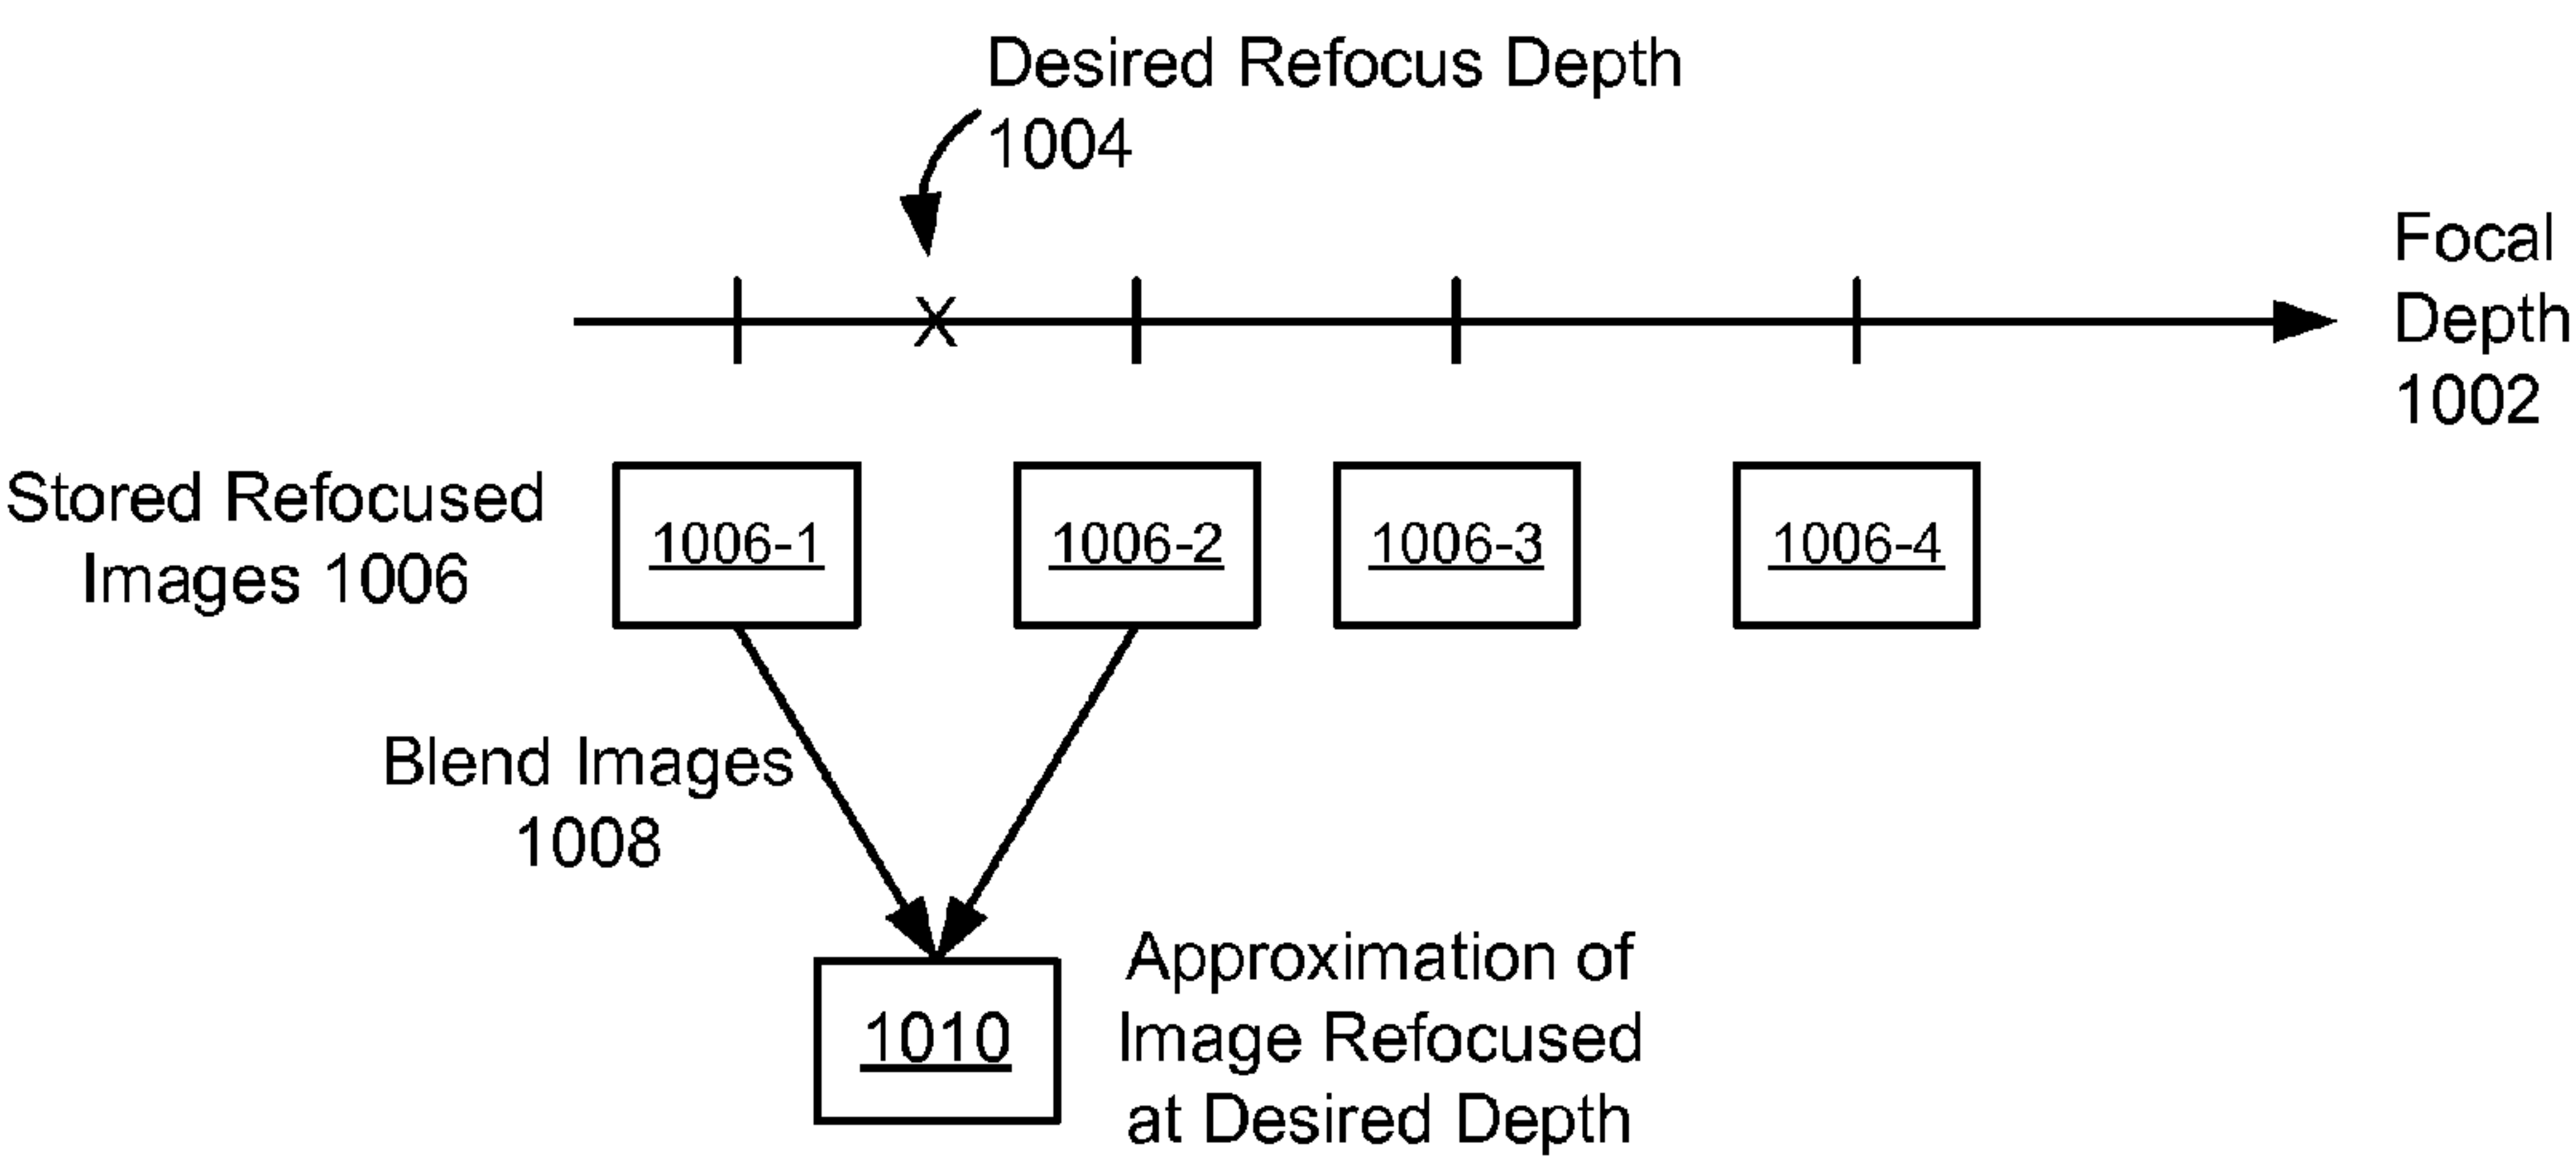 Desired Refocus Depth
1004
Focal
Depth
1002
Stored Refocused
Images 1006
1006-1
1006-2
1006-3
1006-4
Blend Images
1008
1010
Approximation of
Image Refocused
at Desired Depth